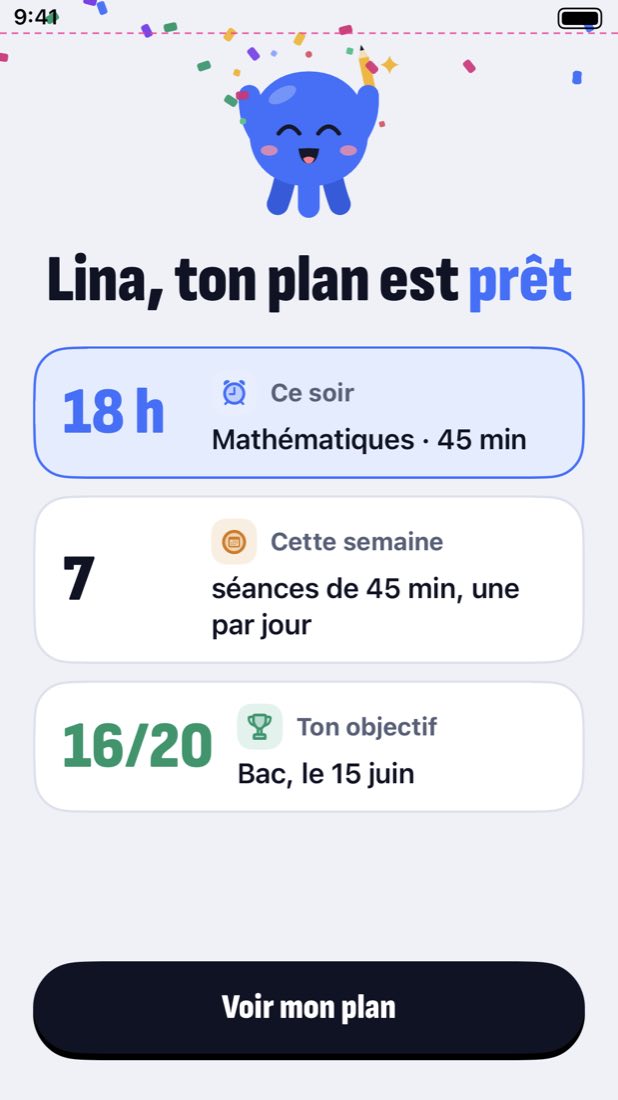 9:41
Lina, ton plan est prêt
18 h
Ce soir
Mathématiques · 45 min
7
Cette semaine
séances de 45 min, une
par jour
16/20
Ton objectif
Bac, le 15 juin
Voir mon plan